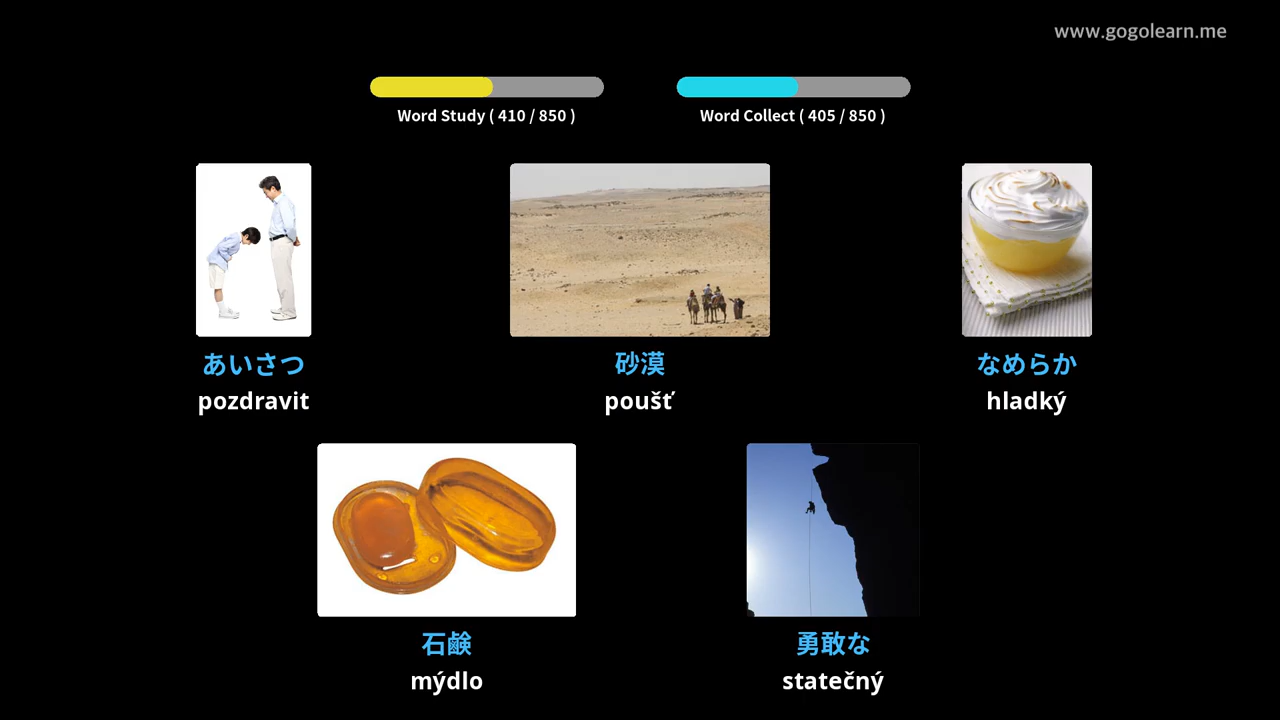 www.gogolearn.me
Word Study ( 410 / 850 )
Word Collect ( 405 / 850 )
あいさつ
pozdravit
砂漠
poušť
なめらか
hladký
石鹸
mýdlo
勇敢な
statečný